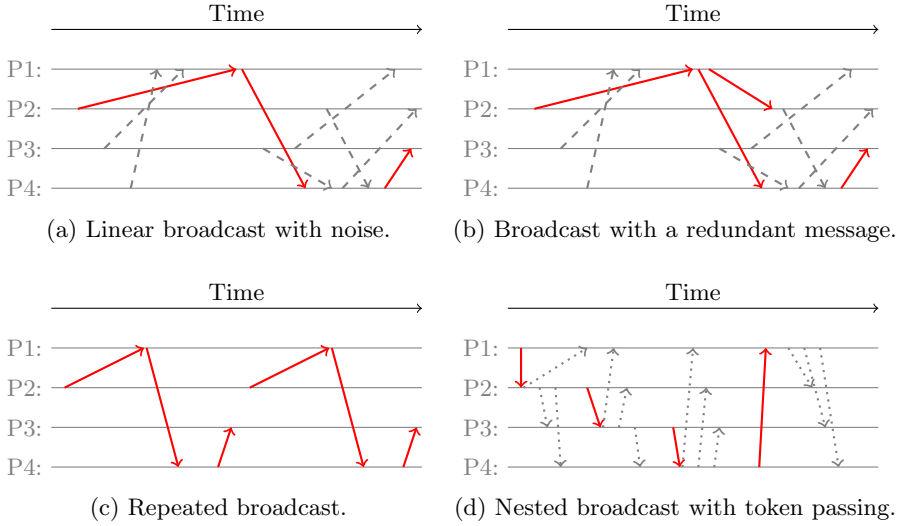 Time
P1:
P2:
P3:
P4:
(a) Linear broadcast with noise.
Time
P1:
P2:
P3:
P4:
(b) Broadcast with a redundant message.
Time
P1:
P2:
P3:
P4:
(c) Repeated broadcast.
Time
P1:
P2:
P3:
P4:
(d) Nested broadcast with token passing.